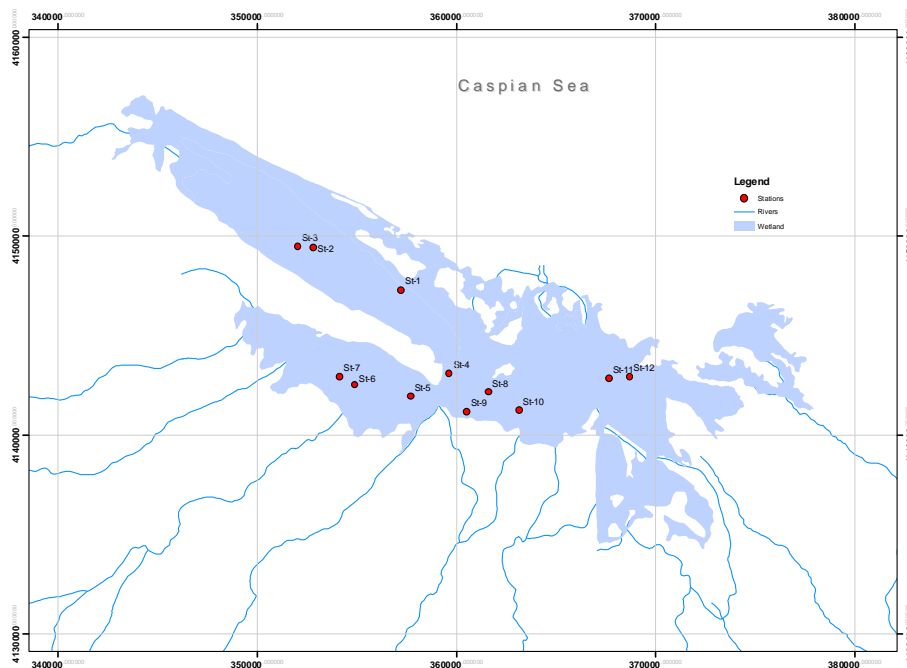 340000 350000 360000 370000 380000
4160000
Caspian Sea
Legend
Stations
Rivers
Wetland
St-3
St-2
4150000
St-1
St-7
St-6
St-4
St-5
St-8
St-9
St-10
St-11
St-12
4140000
4130000
340000 350000 360000 370000 380000